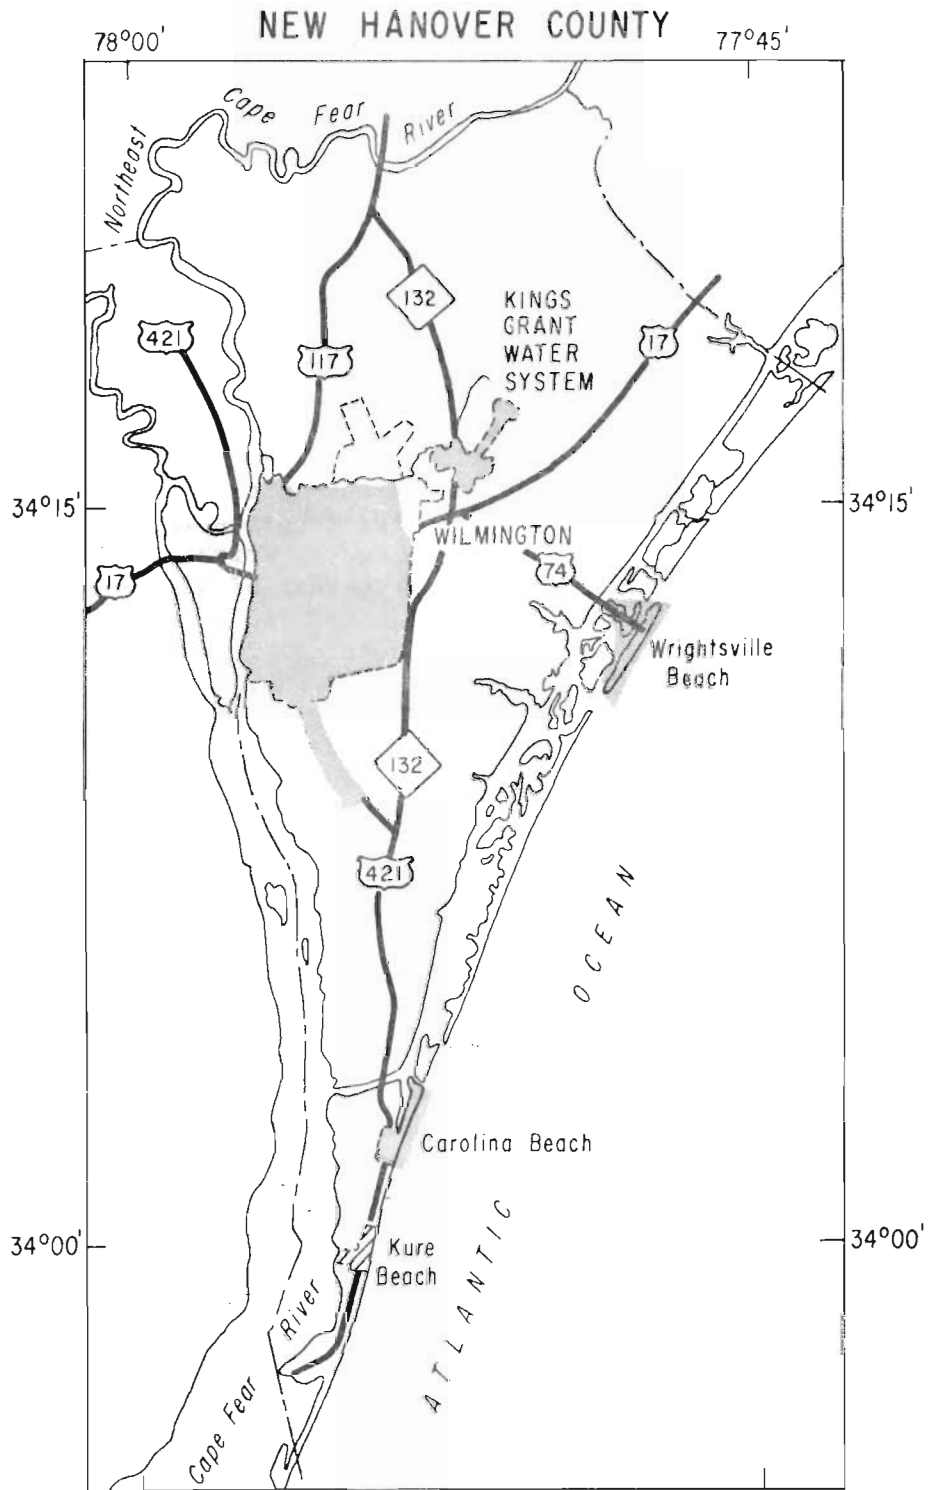 NEW HANOVER COUNTY
78°00'
77°45'
Cape Fear River
Northeast
132
KINGS
GRANT
WATER
SYSTEM
421
117
17
34°15'
34°15'
WILMINGTON
74
17
Wrightsville
Beach
132
421
OCEAN
Carolina Beach
34°00'
34°00'
Kure
Beach
ATLANTIC
River
Cape Fear